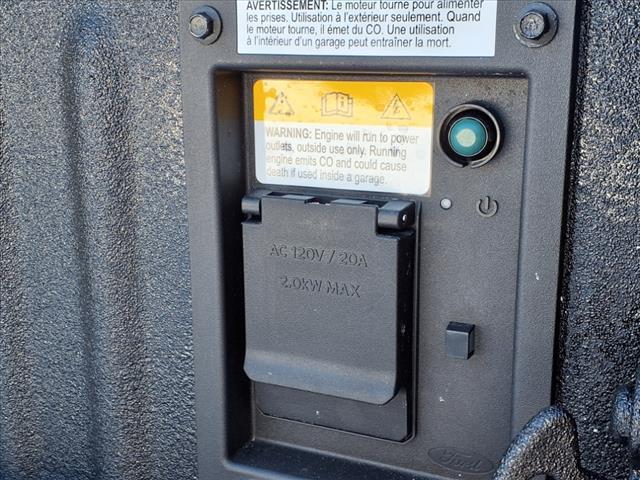 AVERTISSEMENT: Le moteur tourne pour alimenter
les prises. Utilisation à l'extérieur seulement. Quand
le moteur tourne, il émet du CO. Une utilisation
à l'intérieur d'un garage peut entraîner la mort.
WARNING: Engine will run to power
outlets, outside use only. Running
engine emits CO and could cause
death if used inside a garage.
AC 120V / 20A
2.0kW MAX
Ford